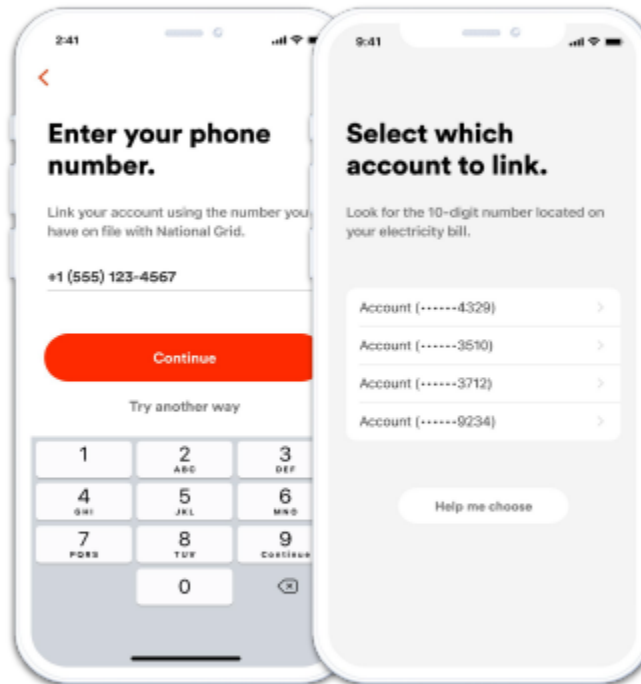 2:41
Enter your phone
number.
Link your account using the number you
have on file with National Grid.
+1 (555) 123-4567
Continue
Try another way
1
2
ABC
3
DEF
4
GHI
5
JKL
6
MNO
7
PQRS
8
TUV
9
Continue
0
9:41
Select which
account to link.
Look for the 10-digit number located on
your electricity bill.
Account (••••••4329)
Account (••••••3510)
Account (••••••3712)
Account (••••••9234)
Help me choose